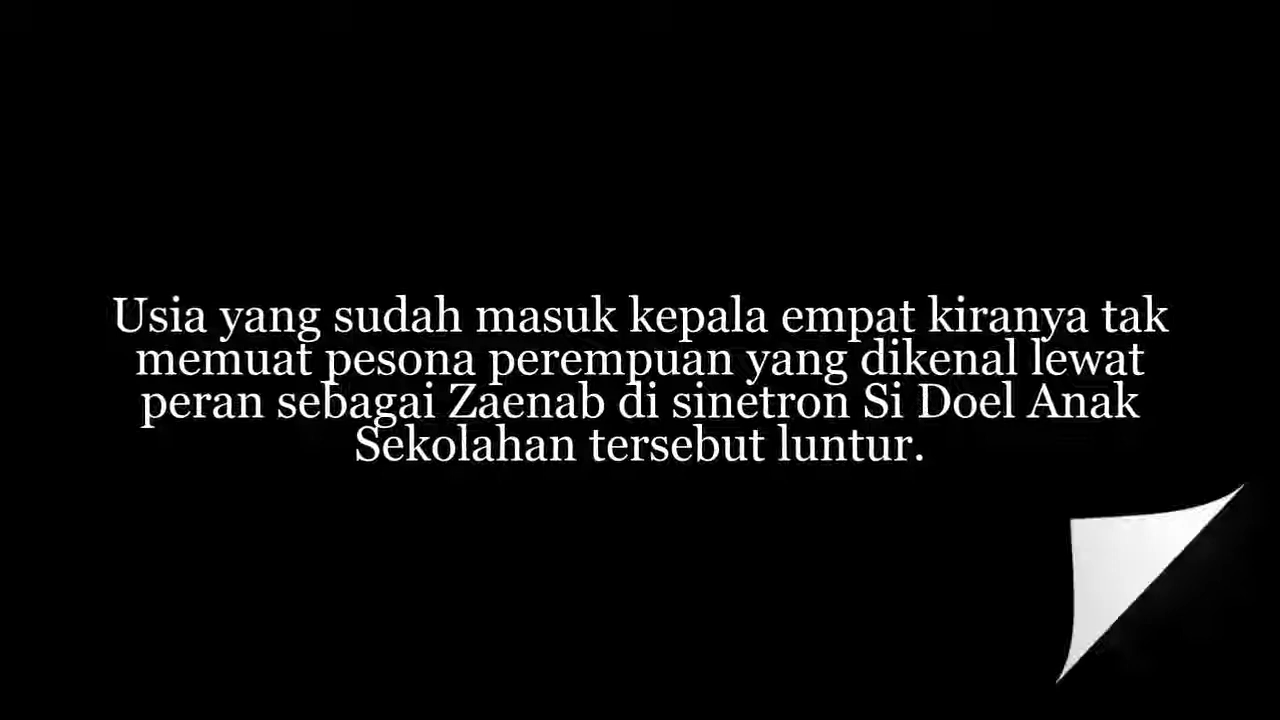 Usia yang sudah masuk kepala empat kiranya tak
memuat pesona perempuan yang dikenal lewat
peran sebagai Zaenab di sinetron Si Doel Anak
Sekolahan tersebut luntur.